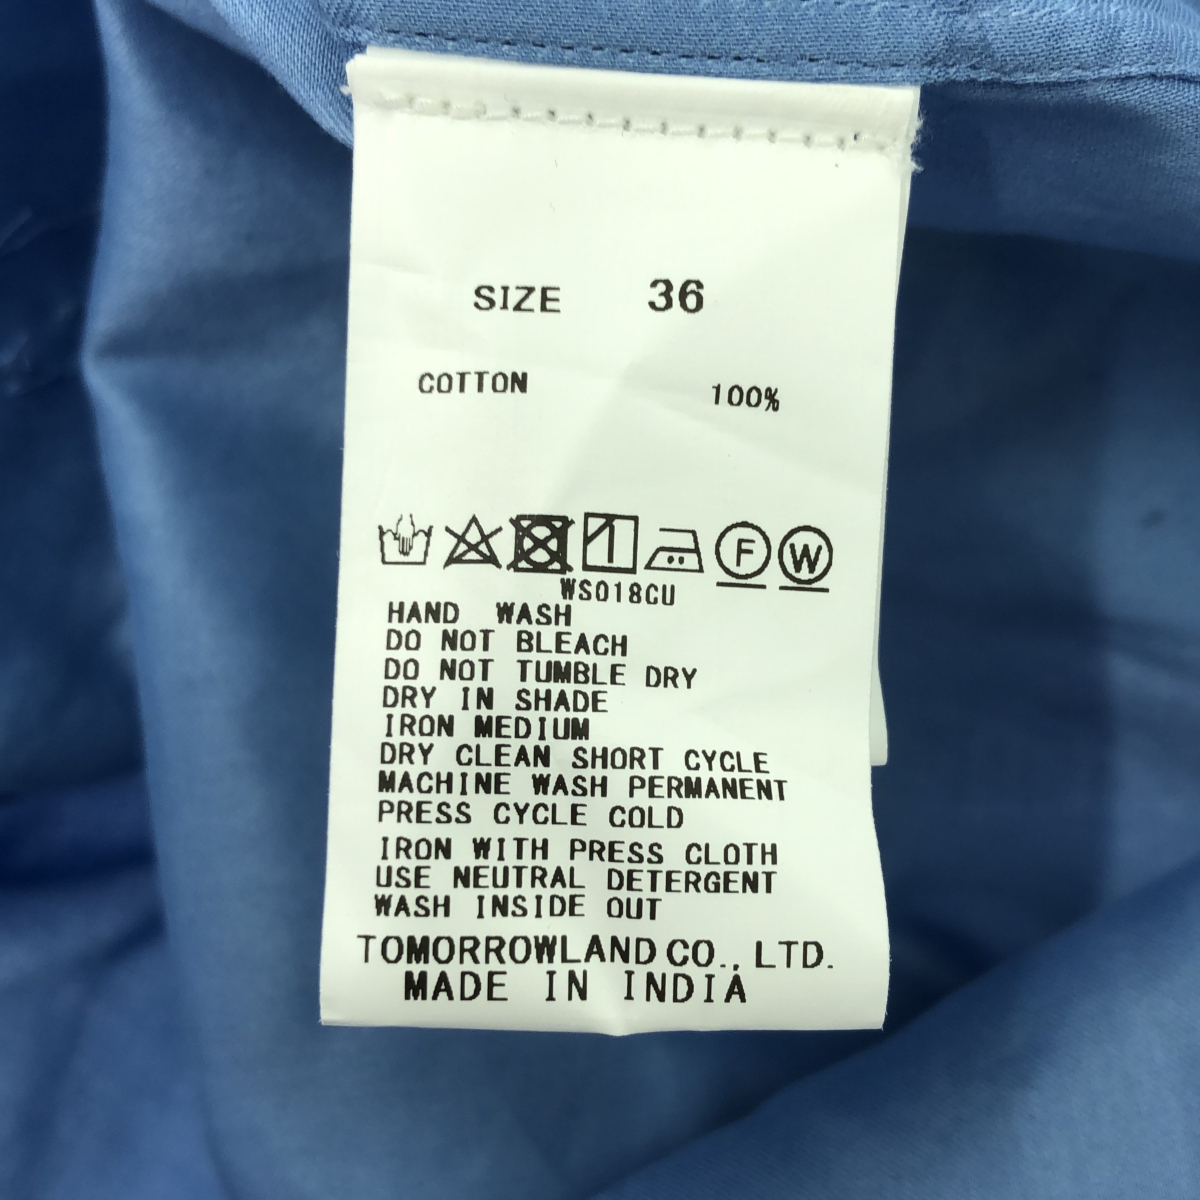 SIZE 36
COTTON 100%
F W
WS018CU
HAND WASH
DO NOT BLEACH
DO NOT TUMBLE DRY
DRY IN SHADE
IRON MEDIUM
DRY CLEAN SHORT CYCLE
MACHINE WASH PERMANENT
PRESS CYCLE COLD
IRON WITH PRESS CLOTH
USE NEUTRAL DETERGENT
WASH INSIDE OUT
TOMORROWLAND CO., LTD.
MADE IN INDIA